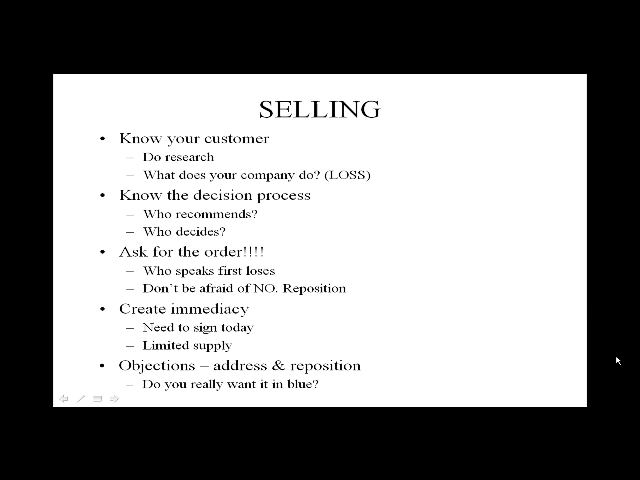 SELLING
• Know your customer
– Do research
– What does your company do? (LOSS)
• Know the decision process
– Who recommends?
– Who decides?
• Ask for the order!!!!
– Who speaks first loses
– Don't be afraid of NO. Reposition
• Create immediacy
– Need to sign today
– Limited supply
• Objections – address & reposition
– Do you really want it in blue?